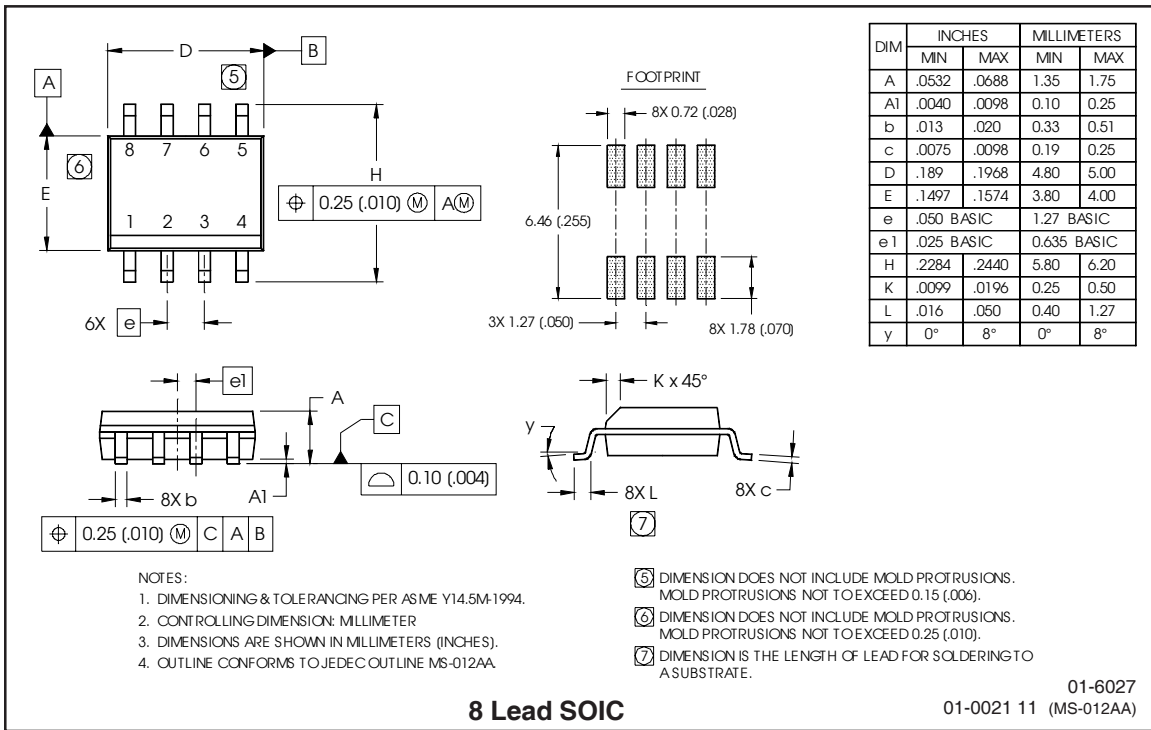 D
B
5
A
8 7 6 5
6
E
H
⌖ 0.25 (.010) Ⓜ A Ⓜ
1 2 3 4
6X e
FOOTPRINT
8X 0.72 (.028)
6.46 (.255)
3X 1.27 (.050)
8X 1.78 (.070)
DIM INCHES MILLIMETERS
MIN MAX MIN MAX
A .0532 .0688 1.35 1.75
A1 .0040 .0098 0.10 0.25
b .013 .020 0.33 0.51
c .0075 .0098 0.19 0.25
D .189 .1968 4.80 5.00
E .1497 .1574 3.80 4.00
e .050 BASIC 1.27 BASIC
e1 .025 BASIC 0.635 BASIC
H .2284 .2440 5.80 6.20
K .0099 .0196 0.25 0.50
L .016 .050 0.40 1.27
y 0° 8° 0° 8°
e1
A
C
0.10 (.004)
8X b
A1
⌖ 0.25 (.010) Ⓜ C A B
K x 45°
y
8X L
7
8X c
NOTES:
1. DIMENSIONING & TOLERANCING PER ASME Y14.5M-1994.
2. CONTROLLING DIMENSION: MILLIMETER
3. DIMENSIONS ARE SHOWN IN MILLIMETERS (INCHES).
4. OUTLINE CONFORMS TO JEDEC OUTLINE MS-012AA.
5 DIMENSION DOES NOT INCLUDE MOLD PROTRUSIONS.
MOLD PROTRUSIONS NOT TO EXCEED 0.15 (.006).
6 DIMENSION DOES NOT INCLUDE MOLD PROTRUSIONS.
MOLD PROTRUSIONS NOT TO EXCEED 0.25 (.010).
7 DIMENSION IS THE LENGTH OF LEAD FOR SOLDERING TO
A SUBSTRATE.
8 Lead SOIC
01-6027
01-0021 11 (MS-012AA)